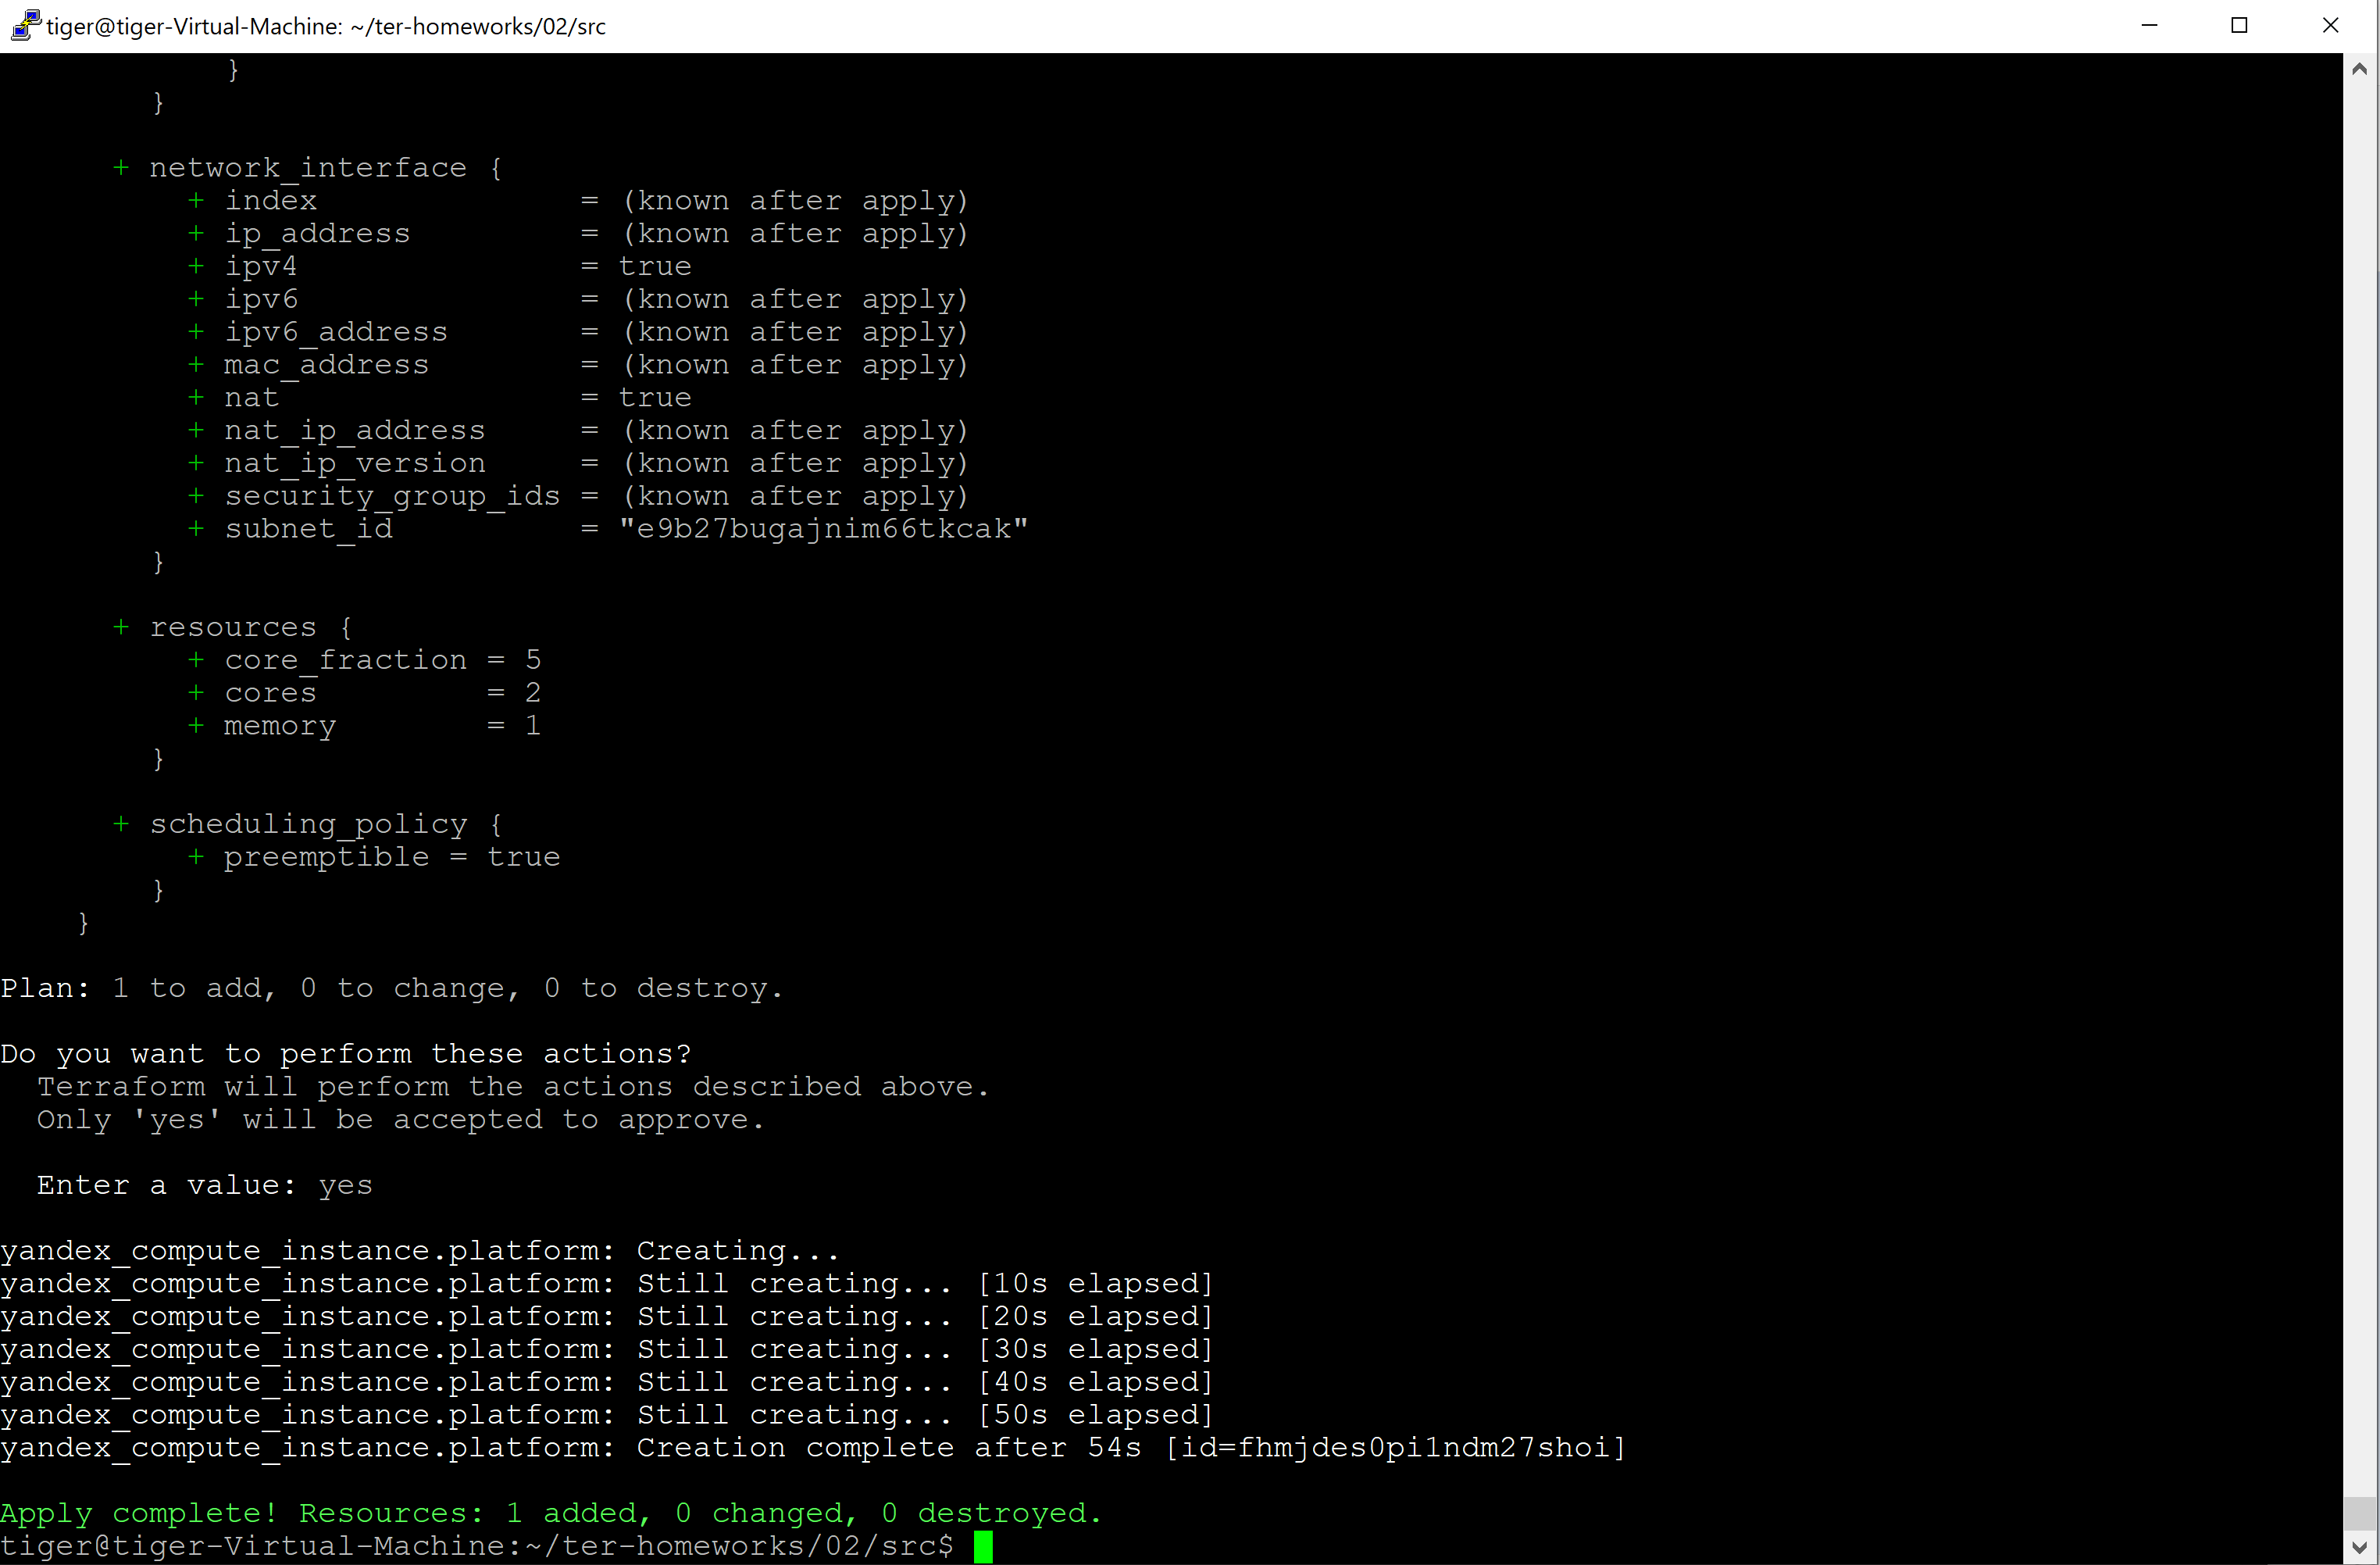 tiger@tiger-Virtual-Machine: ~/ter-homeworks/02/src
            }
        }

      + network_interface {
          + index              = (known after apply)
          + ip_address         = (known after apply)
          + ipv4               = true
          + ipv6               = (known after apply)
          + ipv6_address       = (known after apply)
          + mac_address        = (known after apply)
          + nat                = true
          + nat_ip_address     = (known after apply)
          + nat_ip_version     = (known after apply)
          + security_group_ids = (known after apply)
          + subnet_id          = "e9b27bugajnim66tkcak"
        }

      + resources {
          + core_fraction = 5
          + cores         = 2
          + memory        = 1
        }

      + scheduling_policy {
          + preemptible = true
        }
    }

Plan: 1 to add, 0 to change, 0 to destroy.

Do you want to perform these actions?
  Terraform will perform the actions described above.
  Only 'yes' will be accepted to approve.

  Enter a value: yes

yandex_compute_instance.platform: Creating...
yandex_compute_instance.platform: Still creating... [10s elapsed]
yandex_compute_instance.platform: Still creating... [20s elapsed]
yandex_compute_instance.platform: Still creating... [30s elapsed]
yandex_compute_instance.platform: Still creating... [40s elapsed]
yandex_compute_instance.platform: Still creating... [50s elapsed]
yandex_compute_instance.platform: Creation complete after 54s [id=fhmjdes0pi1ndm27shoi]

Apply complete! Resources: 1 added, 0 changed, 0 destroyed.
tiger@tiger-Virtual-Machine:~/ter-homeworks/02/src$